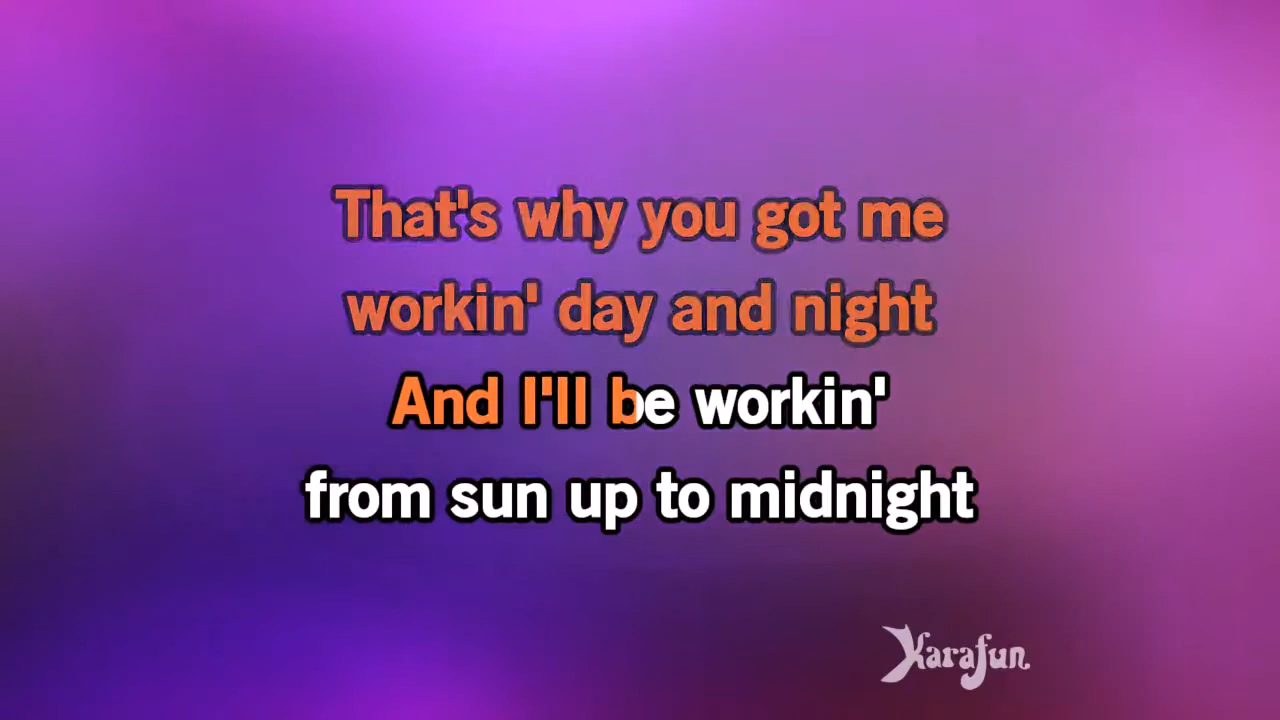 That's why you got me
workin' day and night
And I'll be workin'
from sun up to midnight
Karafun